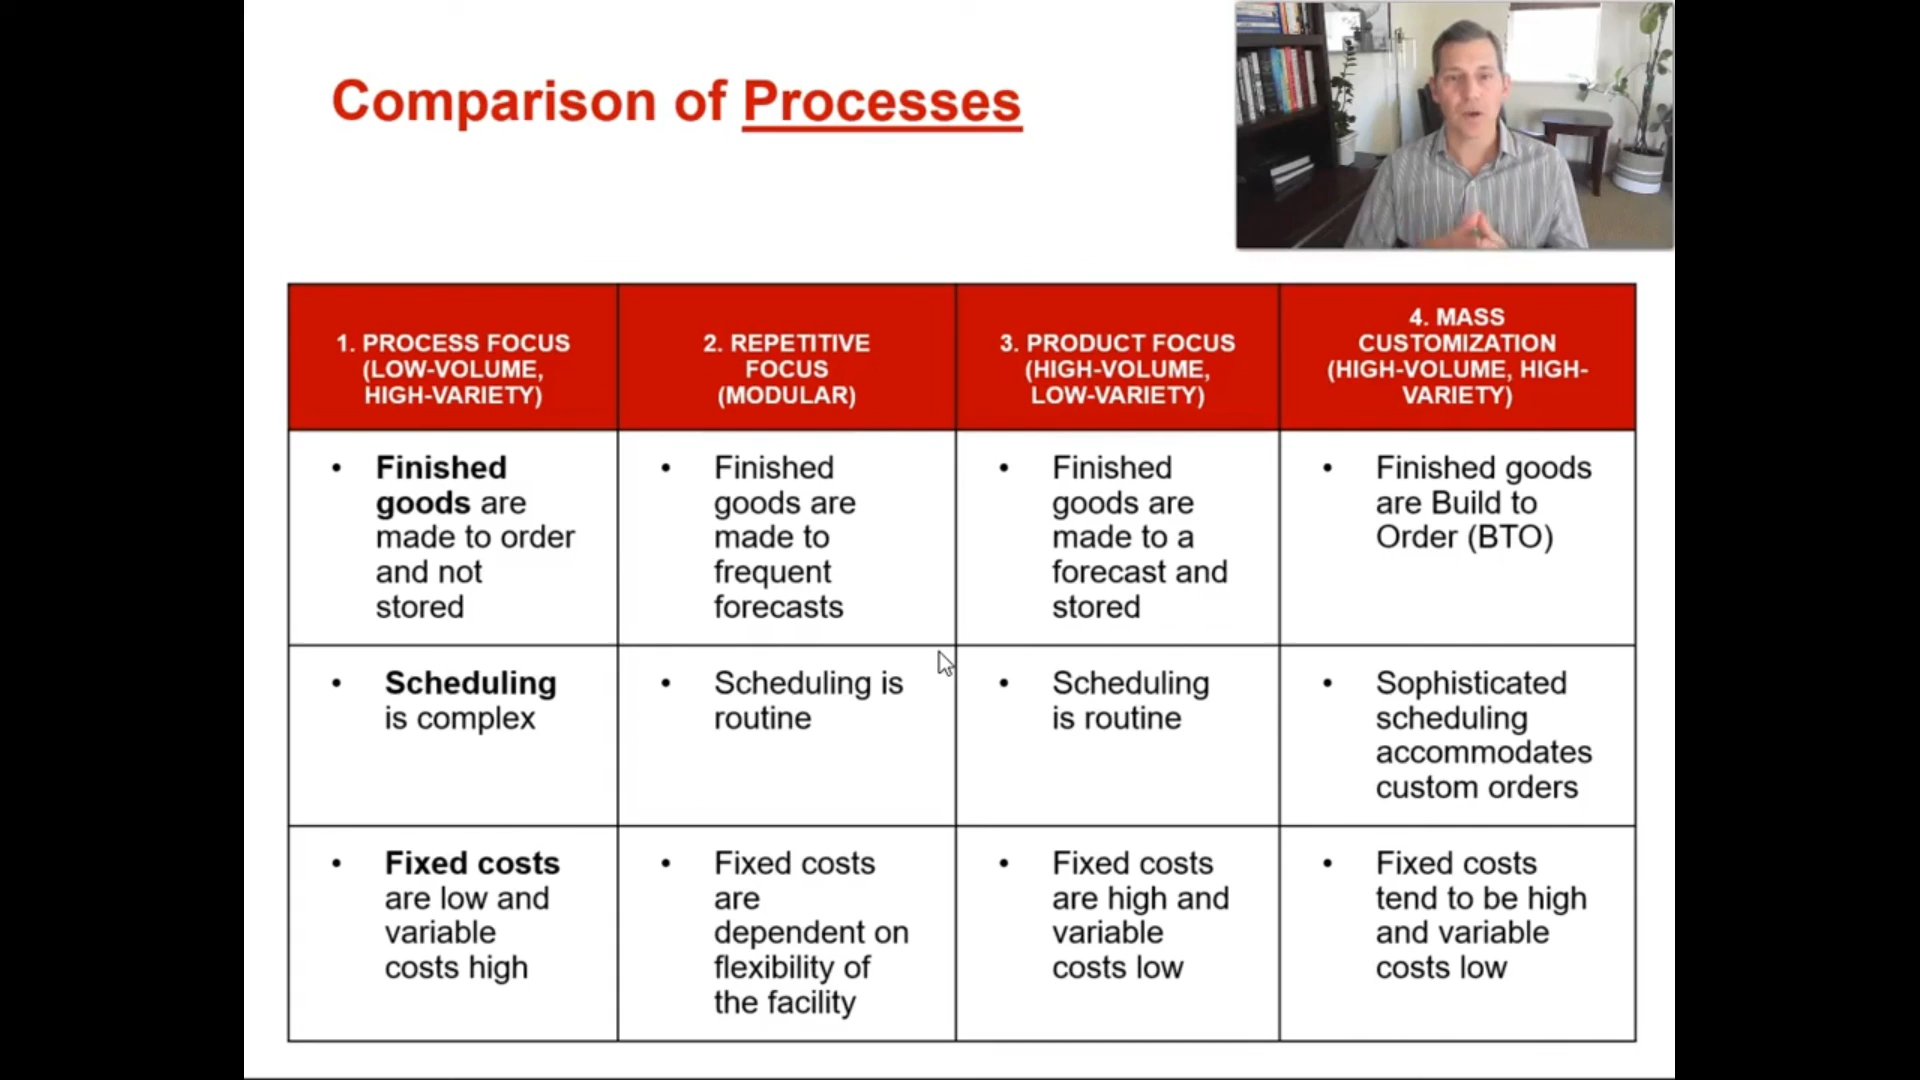 Comparison of Processes
1. PROCESS FOCUS
(LOW-VOLUME,
HIGH-VARIETY)
2. REPETITIVE
FOCUS
(MODULAR)
3. PRODUCT FOCUS
(HIGH-VOLUME,
LOW-VARIETY)
4. MASS
CUSTOMIZATION
(HIGH-VOLUME, HIGH-
VARIETY)
• Finished
goods are
made to order
and not
stored
• Finished
goods are
made to
frequent
forecasts
• Finished
goods are
made to a
forecast and
stored
• Finished goods
are Build to
Order (BTO)
• Scheduling
is complex
• Scheduling is
routine
• Scheduling
is routine
• Sophisticated
scheduling
accommodates
custom orders
• Fixed costs
are low and
variable
costs high
• Fixed costs
are
dependent on
flexibility of
the facility
• Fixed costs
are high and
variable
costs low
• Fixed costs
tend to be high
and variable
costs low